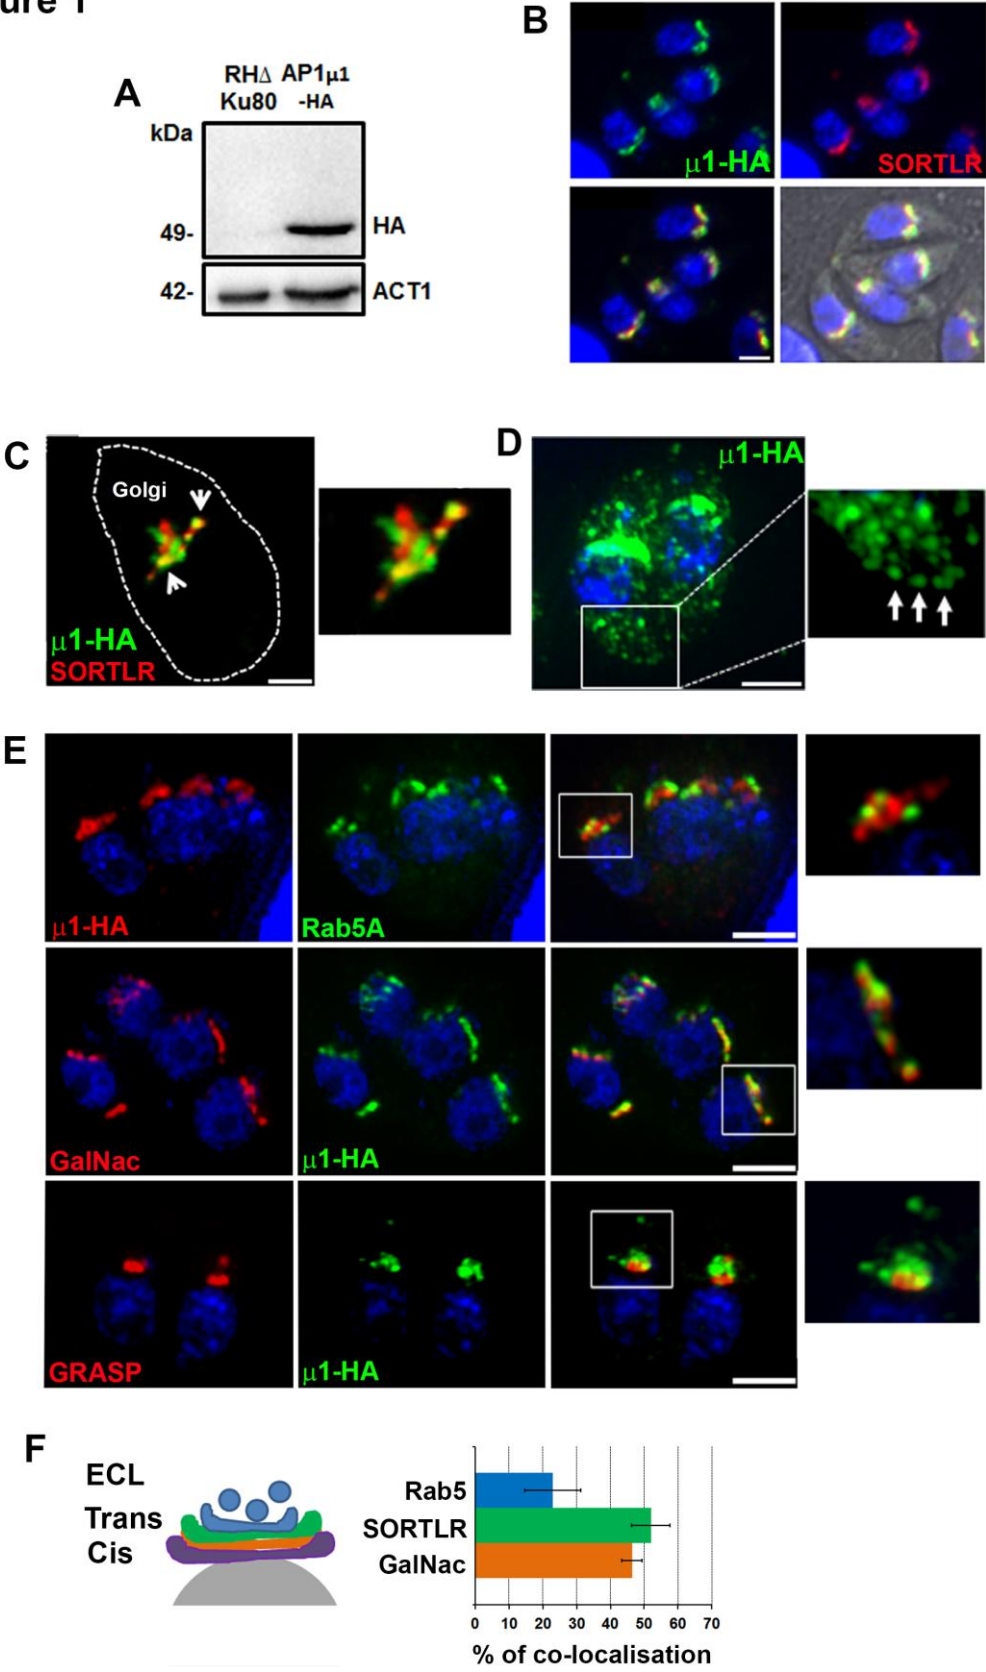 ure 1
A
RHΔ AP1μ1
Ku80 -HA
kDa
49-
HA
42-
ACT1
B
μ1-HA
SORTLR
C
Golgi
μ1-HA
SORTLR
D
μ1-HA
E
μ1-HA
Rab5A
GalNac
μ1-HA
GRASP
μ1-HA
F
ECL
Trans
Cis
Rab5
SORTLR
GalNac
0 10 20 30 40 50 60 70
% of co-localisation